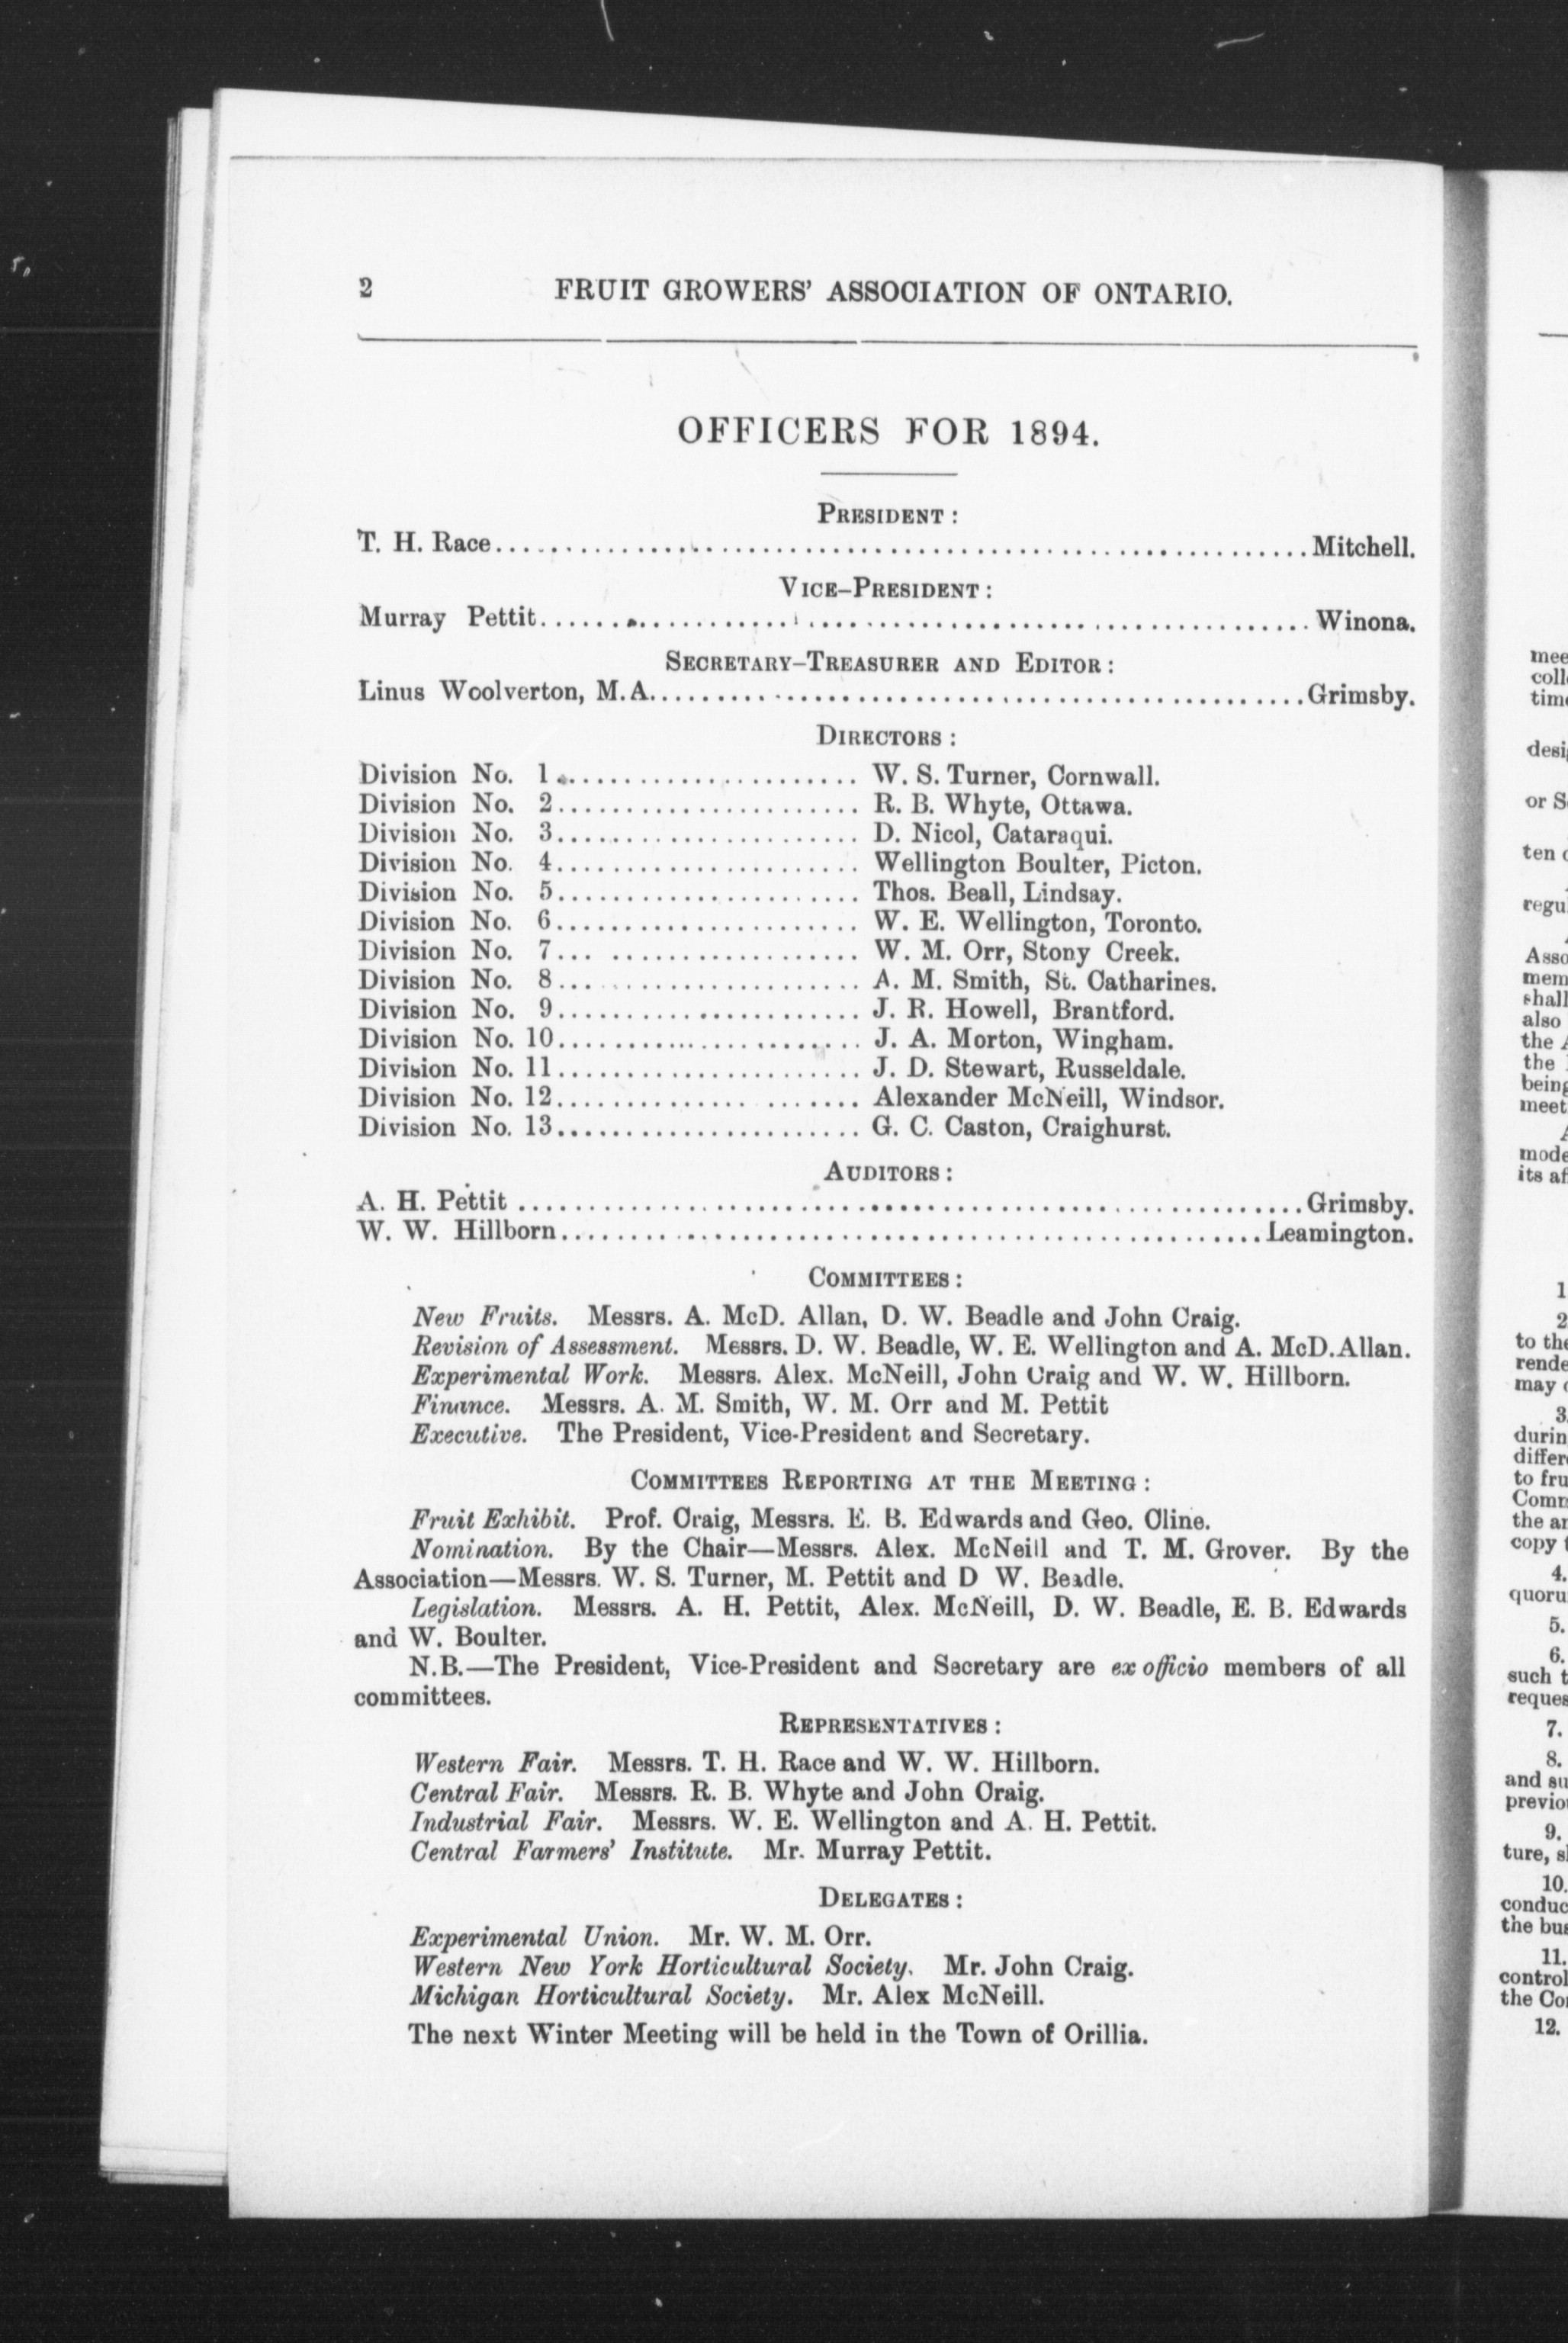 2 FRUIT GROWERS' ASSOCIATION OF ONTARIO.
OFFICERS FOR 1894.
PRESIDENT:
T. H. Race........................................Mitchell.
VICE-PRESIDENT:
Murray Pettit........................................Winona.
SECRETARY-TREASURER AND EDITOR:
Linus Woolverton, M.A........................................Grimsby.
DIRECTORS:
Division No. 1...................... W. S. Turner, Cornwall.
Division No. 2...................... R. B. Whyte, Ottawa.
Division No. 3...................... D. Nicol, Cataraqui.
Division No. 4...................... Wellington Boulter, Picton.
Division No. 5...................... Thos. Beall, Lindsay.
Division No. 6...................... W. E. Wellington, Toronto.
Division No. 7...................... W. M. Orr, Stony Creek.
Division No. 8...................... A. M. Smith, St. Catharines.
Division No. 9...................... J. R. Howell, Brantford.
Division No. 10...................... J. A. Morton, Wingham.
Division No. 11...................... J. D. Stewart, Russeldale.
Division No. 12...................... Alexander McNeill, Windsor.
Division No. 13...................... G. C. Caston, Craighurst.
AUDITORS:
A. H. Pettit ........................................Grimsby.
W. W. Hillborn........................................Leamington.
COMMITTEES:
New Fruits. Messrs. A. McD. Allan, D. W. Beadle and John Craig.
Revision of Assessment. Messrs. D. W. Beadle, W. E. Wellington and A. McD. Allan.
Experimental Work. Messrs. Alex. McNeill, John Craig and W. W. Hillborn.
Finance. Messrs. A. M. Smith, W. M. Orr and M. Pettit
Executive. The President, Vice-President and Secretary.
COMMITTEES REPORTING AT THE MEETING:
Fruit Exhibit. Prof. Craig, Messrs. E. B. Edwards and Geo. Cline.
Nomination. By the Chair—Messrs. Alex. McNeill and T. M. Grover. By the
Association—Messrs. W. S. Turner, M. Pettit and D W. Beadle.
Legislation. Messrs. A. H. Pettit, Alex. McNeill, D. W. Beadle, E. B. Edwards
and W. Boulter.
N.B.—The President, Vice-President and Secretary are ex officio members of all
committees.
REPRESENTATIVES:
Western Fair. Messrs. T. H. Race and W. W. Hillborn.
Central Fair. Messrs. R. B. Whyte and John Craig.
Industrial Fair. Messrs. W. E. Wellington and A. H. Pettit.
Central Farmers' Institute. Mr. Murray Pettit.
DELEGATES:
Experimental Union. Mr. W. M. Orr.
Western New York Horticultural Society. Mr. John Craig.
Michigan Horticultural Society. Mr. Alex McNeill.
The next Winter Meeting will be held in the Town of Orillia.